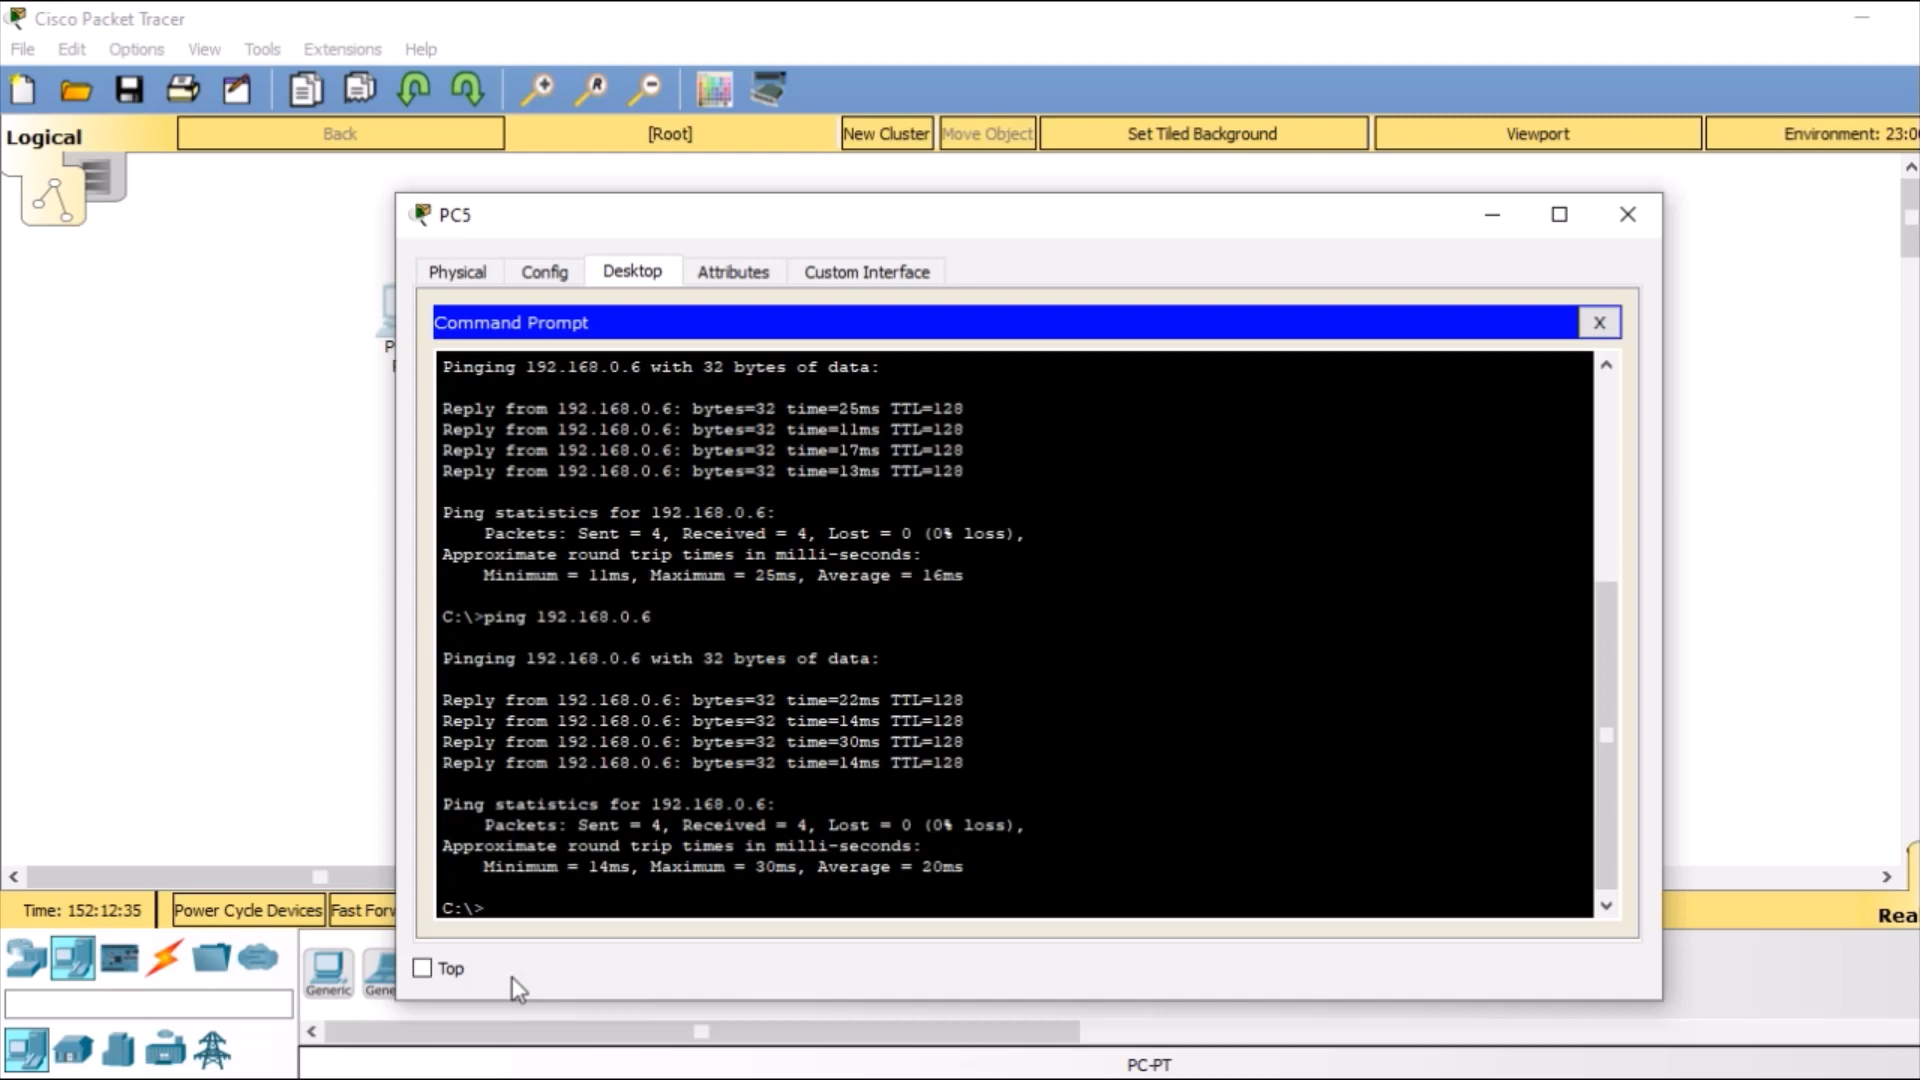 Cisco Packet Tracer
File Edit Options View Tools Extensions Help
R
Logical Back [Root] New Cluster Move Object Set Tiled Background Viewport Environment: 23:0
PC5
Physical Config Desktop Attributes Custom Interface
Command Prompt X
Pinging 192.168.0.6 with 32 bytes of data:
Reply from 192.168.0.6: bytes=32 time=25ms TTL=128
Reply from 192.168.0.6: bytes=32 time=11ms TTL=128
Reply from 192.168.0.6: bytes=32 time=17ms TTL=128
Reply from 192.168.0.6: bytes=32 time=13ms TTL=128
Ping statistics for 192.168.0.6:
Packets: Sent = 4, Received = 4, Lost = 0 (0% loss),
Approximate round trip times in milli-seconds:
Minimum = 11ms, Maximum = 25ms, Average = 16ms
C:\>ping 192.168.0.6
Pinging 192.168.0.6 with 32 bytes of data:
Reply from 192.168.0.6: bytes=32 time=22ms TTL=128
Reply from 192.168.0.6: bytes=32 time=14ms TTL=128
Reply from 192.168.0.6: bytes=32 time=30ms TTL=128
Reply from 192.168.0.6: bytes=32 time=14ms TTL=128
Ping statistics for 192.168.0.6:
Packets: Sent = 4, Received = 4, Lost = 0 (0% loss),
Approximate round trip times in milli-seconds:
Minimum = 14ms, Maximum = 30ms, Average = 20ms
C:\>
Top
Time: 152:12:35 Power Cycle Devices Fast Forw Rea
Generic Gene
PC-PT